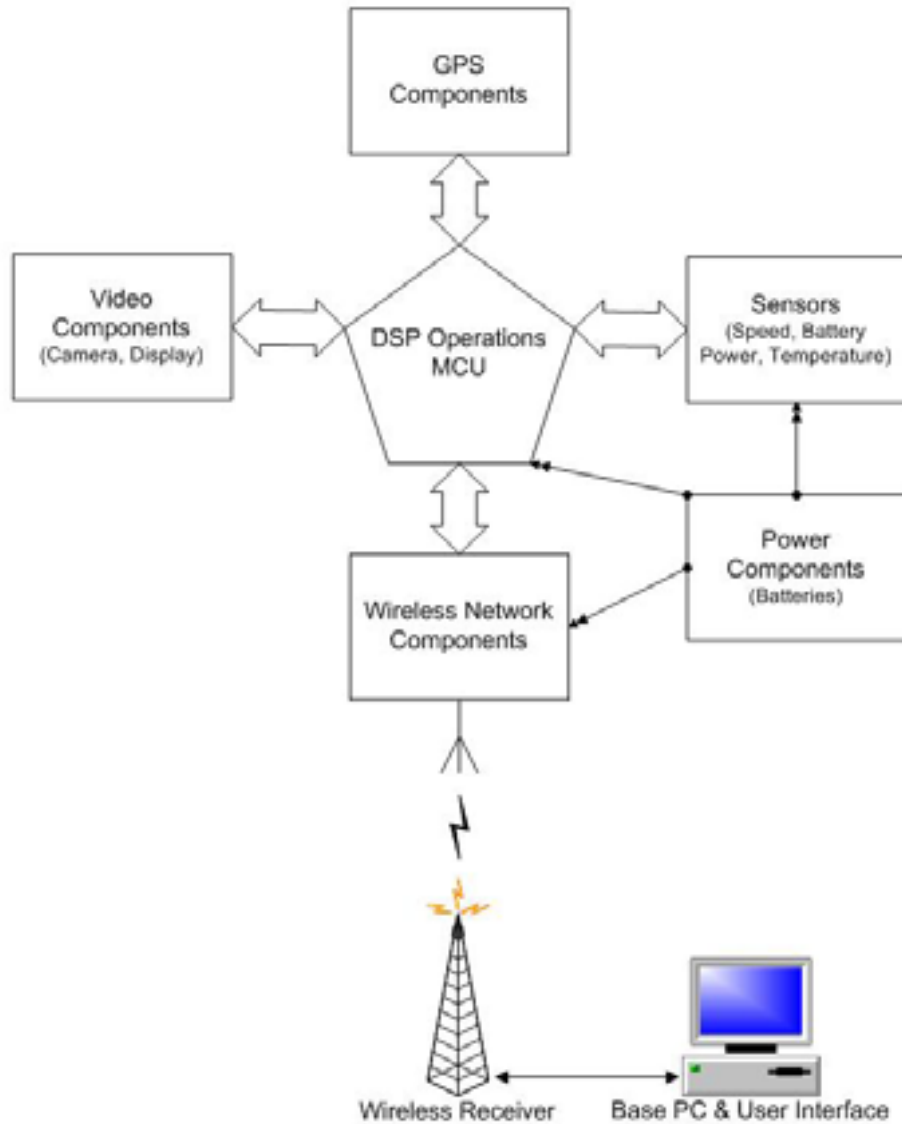 GPS
Components
Video
Components
(Camera, Display)
DSP Operations
MCU
Sensors
(Speed, Battery
Power, Temperature)
Power
Components
(Batteries)
Wireless Network
Components
Wireless Receiver
Base PC & User Interface